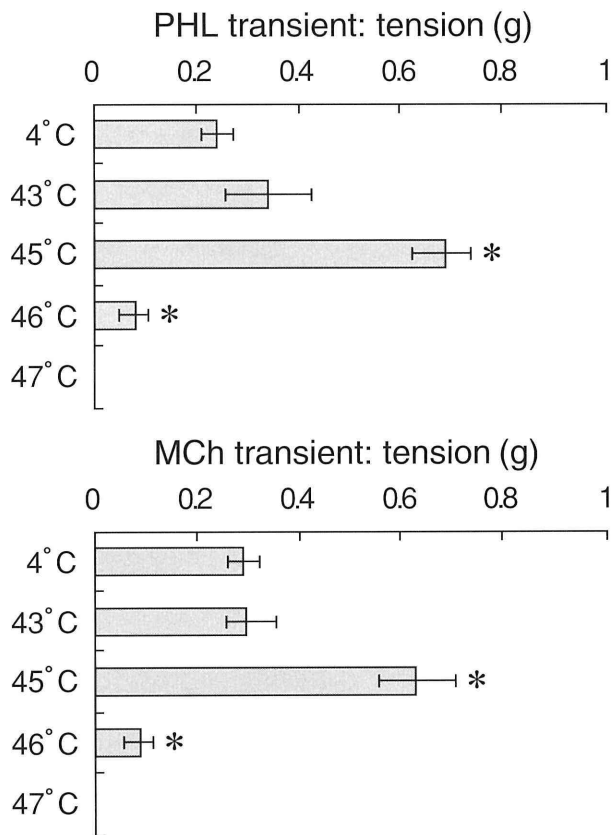 PHL transient: tension (g)
0 0.2 0.4 0.6 0.8 1
4°C
43°C
45°C *
46°C *
47°C
MCh transient: tension (g)
0 0.2 0.4 0.6 0.8 1
4°C
43°C
45°C *
46°C *
47°C